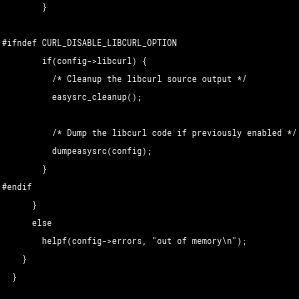 }
#ifndef CURL_DISABLE_LIBCURL_OPTION
if(config->libcurl) {
/* Cleanup the libcurl source output */
easysrc_cleanup();
/* Dump the libcurl code if previously enabled */
dumpeasysrc(config);
}
#endif
}
else
helpf(config->errors, "out of memory\n");
}
}